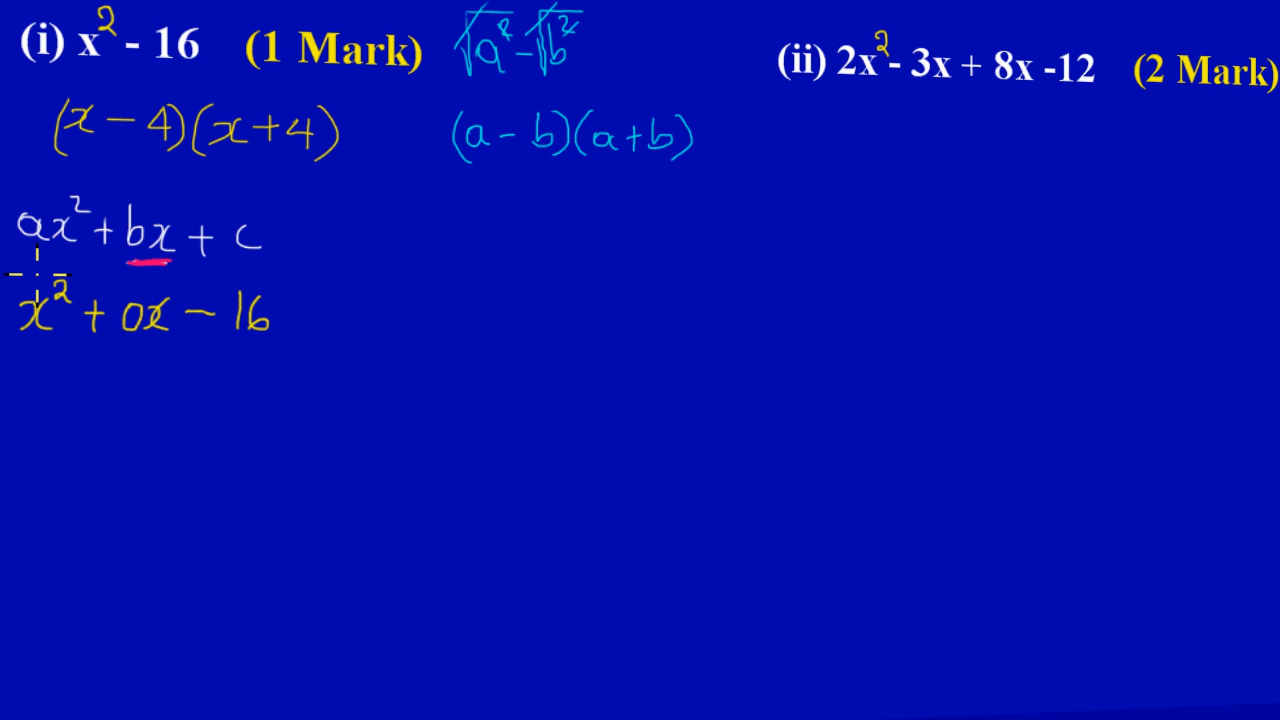 (i) x² - 16 (1 Mark) √a² - √b²
(x - 4)(x + 4) (a - b)(a + b)
ax² + bx + c
x² + 0x - 16
(ii) 2x² - 3x + 8x -12 (2 Mark)